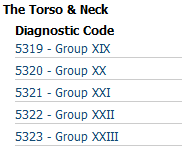 The Torso & Neck
Diagnostic Code
5319 - Group XIX
5320 - Group XX
5321 - Group XXI
5322 - Group XXII
5323 - Group XXIII